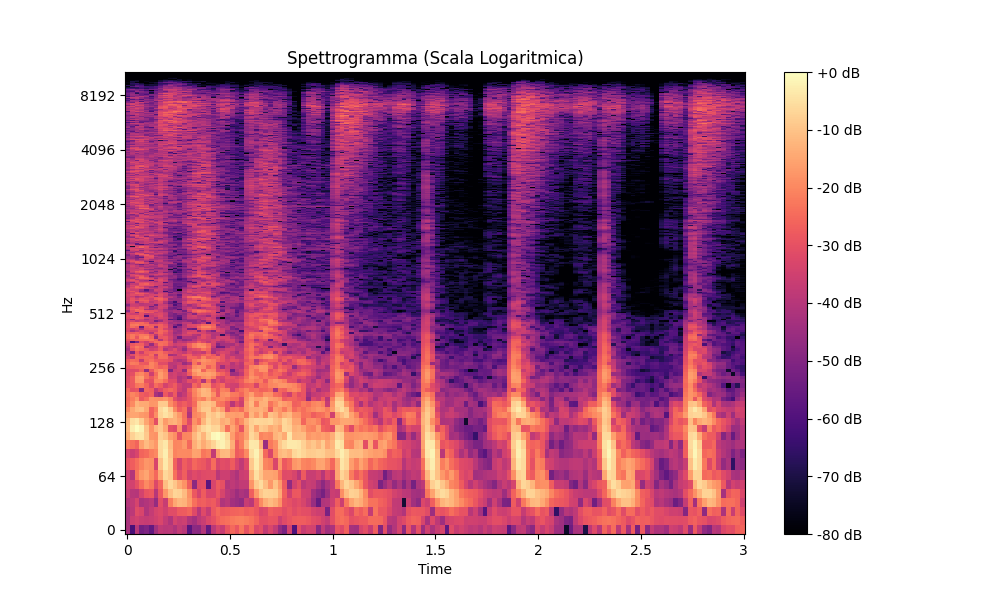 Spettrogramma (Scala Logaritmica)
Hz
8192
4096
2048
1024
512
256
128
64
0
0 0.5 1 1.5 2 2.5 3
Time
+0 dB
-10 dB
-20 dB
-30 dB
-40 dB
-50 dB
-60 dB
-70 dB
-80 dB